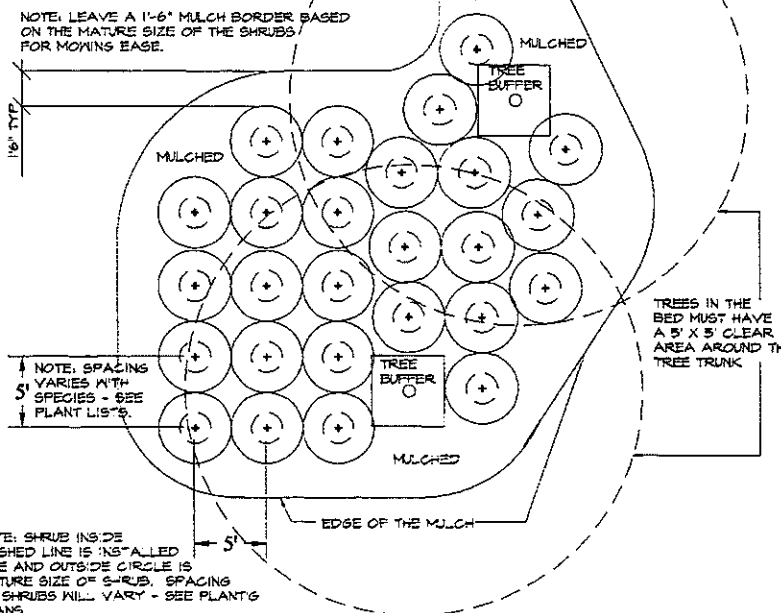 NOTE: LEAVE A 1'-6" MULCH BORDER BASED
ON THE MATURE SIZE OF THE SHRUBS
FOR MOWING EASE.
MULCHED
TREE
BUFFER
1'6" TYP.
MULCHED
TREES IN THE
BED MUST HAVE
A 5' X 5' CLEAR
AREA AROUND TH
TREE TRUNK
5'
NOTE: SPACING
VARIES WITH
SPECIES - SEE
PLANT LISTS.
TREE
BUFFER
MULCHED
EDGE OF THE MULCH
5'
TE: SHRUB INSIDE
SHED LINE IS INSTALLED
E AND OUTSIDE CIRCLE IS
TURE SIZE OF SHRUB. SPACING
SHRUBS WILL VARY - SEE PLANT'G
ANS